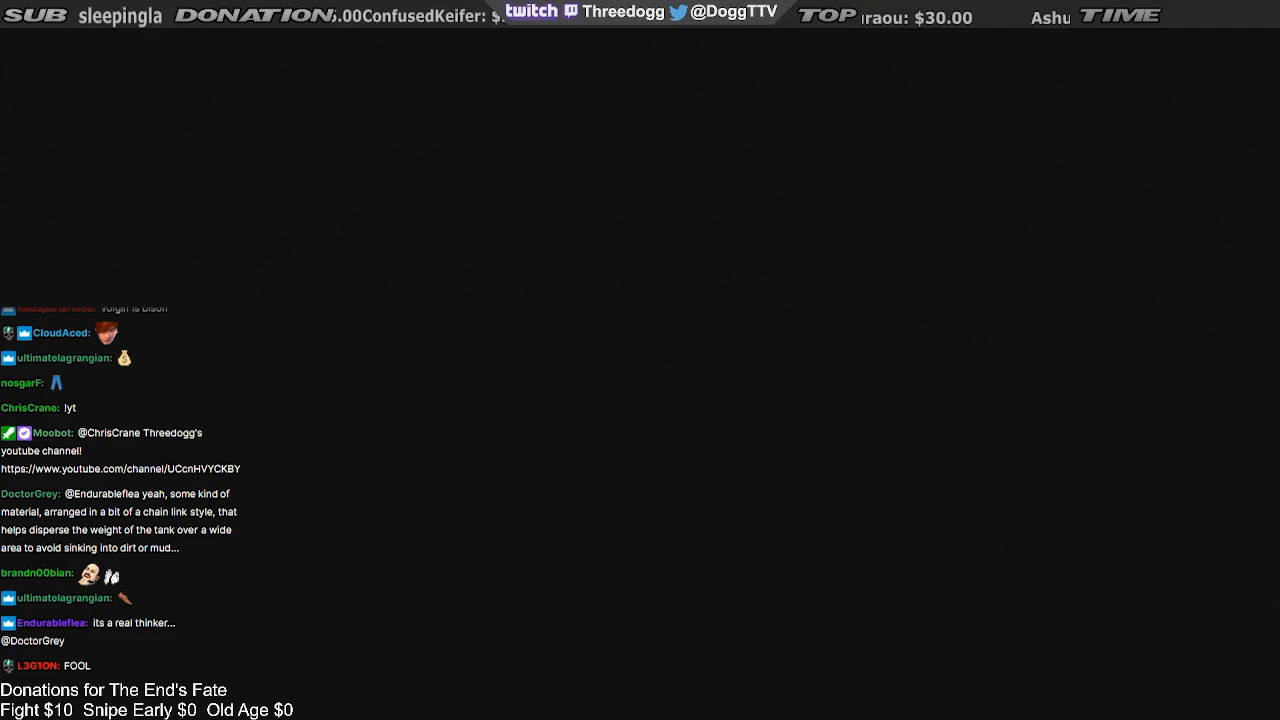 SUB sleepingla DONATION 5.00ConfusedKeifer: $ twitch Threedogg @DoggTTV TOP raou: $30.00 Ashu TIME
Volgin is bison
CloudAced:
ultimatelagrangian:
nosgarF:
ChrisCrane: !yt
Moobot: @ChrisCrane Threedogg's
youtube channel!
https://www.youtube.com/channel/UCcnHVYCKBY
DoctorGrey: @Endurableflea yeah, some kind of
material, arranged in a bit of a chain link style, that
helps disperse the weight of the tank over a wide
area to avoid sinking into dirt or mud...
brandn00bian:
ultimatelagrangian:
Endurableflea: its a real thinker...
@DoctorGrey
L3G1ON: FOOL
Donations for The End's Fate
Fight $10 Snipe Early $0 Old Age $0